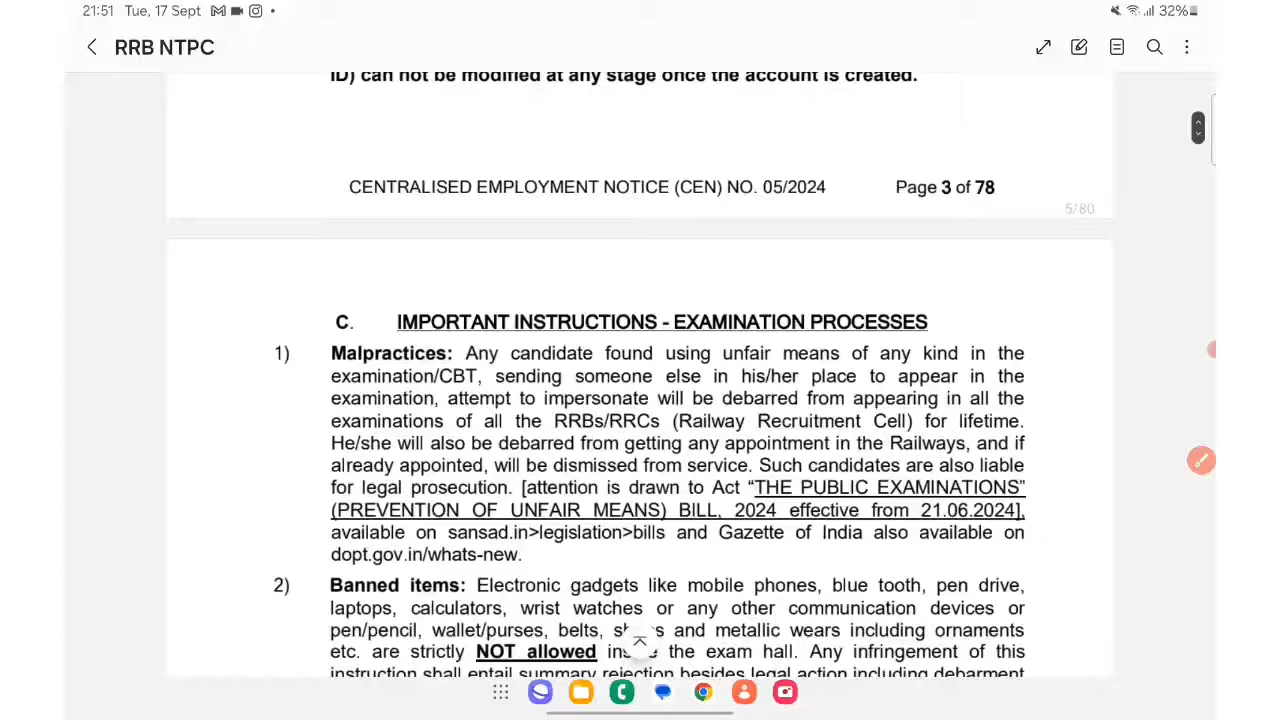 21:51 Tue, 17 Sept
32%
RRB NTPC
ID) can not be modified at any stage once the account is created.
CENTRALISED EMPLOYMENT NOTICE (CEN) NO. 05/2024 Page 3 of 78
5/80
C. IMPORTANT INSTRUCTIONS - EXAMINATION PROCESSES
1) Malpractices: Any candidate found using unfair means of any kind in the
examination/CBT, sending someone else in his/her place to appear in the
examination, attempt to impersonate will be debarred from appearing in all the
examinations of all the RRBs/RRCs (Railway Recruitment Cell) for lifetime.
He/she will also be debarred from getting any appointment in the Railways, and if
already appointed, will be dismissed from service. Such candidates are also liable
for legal prosecution. [attention is drawn to Act “THE PUBLIC EXAMINATIONS”
(PREVENTION OF UNFAIR MEANS) BILL, 2024 effective from 21.06.2024],
available on sansad.in>legislation>bills and Gazette of India also available on
dopt.gov.in/whats-new.
2) Banned items: Electronic gadgets like mobile phones, blue tooth, pen drive,
laptops, calculators, wrist watches or any other communication devices or
pen/pencil, wallet/purses, belts, and metallic wears including ornaments
etc. are strictly NOT allowed the exam hall. Any infringement of this
instruction shall entail summary rejection besides legal action including debarment